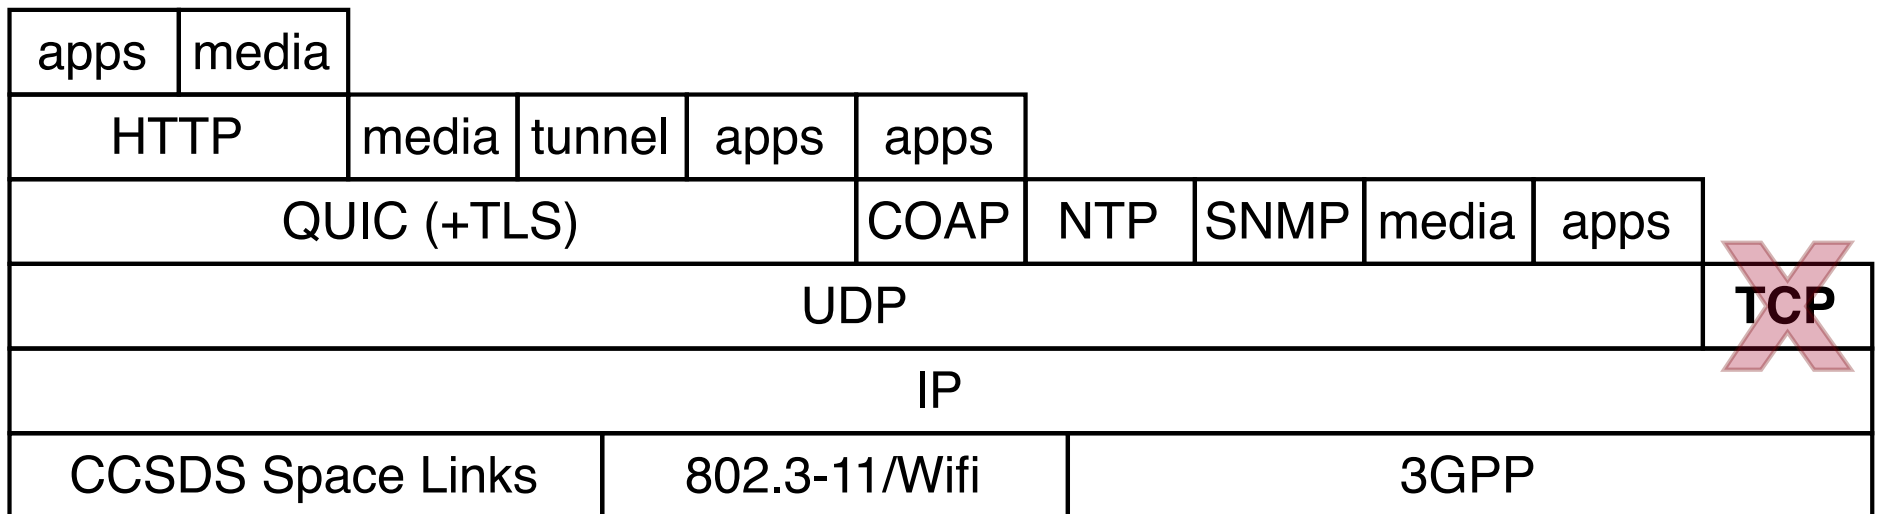 apps media
HTTP media tunnel apps apps
QUIC (+TLS) COAP NTP SNMP media apps
UDP TCP
IP
CCSDS Space Links 802.3-11/Wifi 3GPP